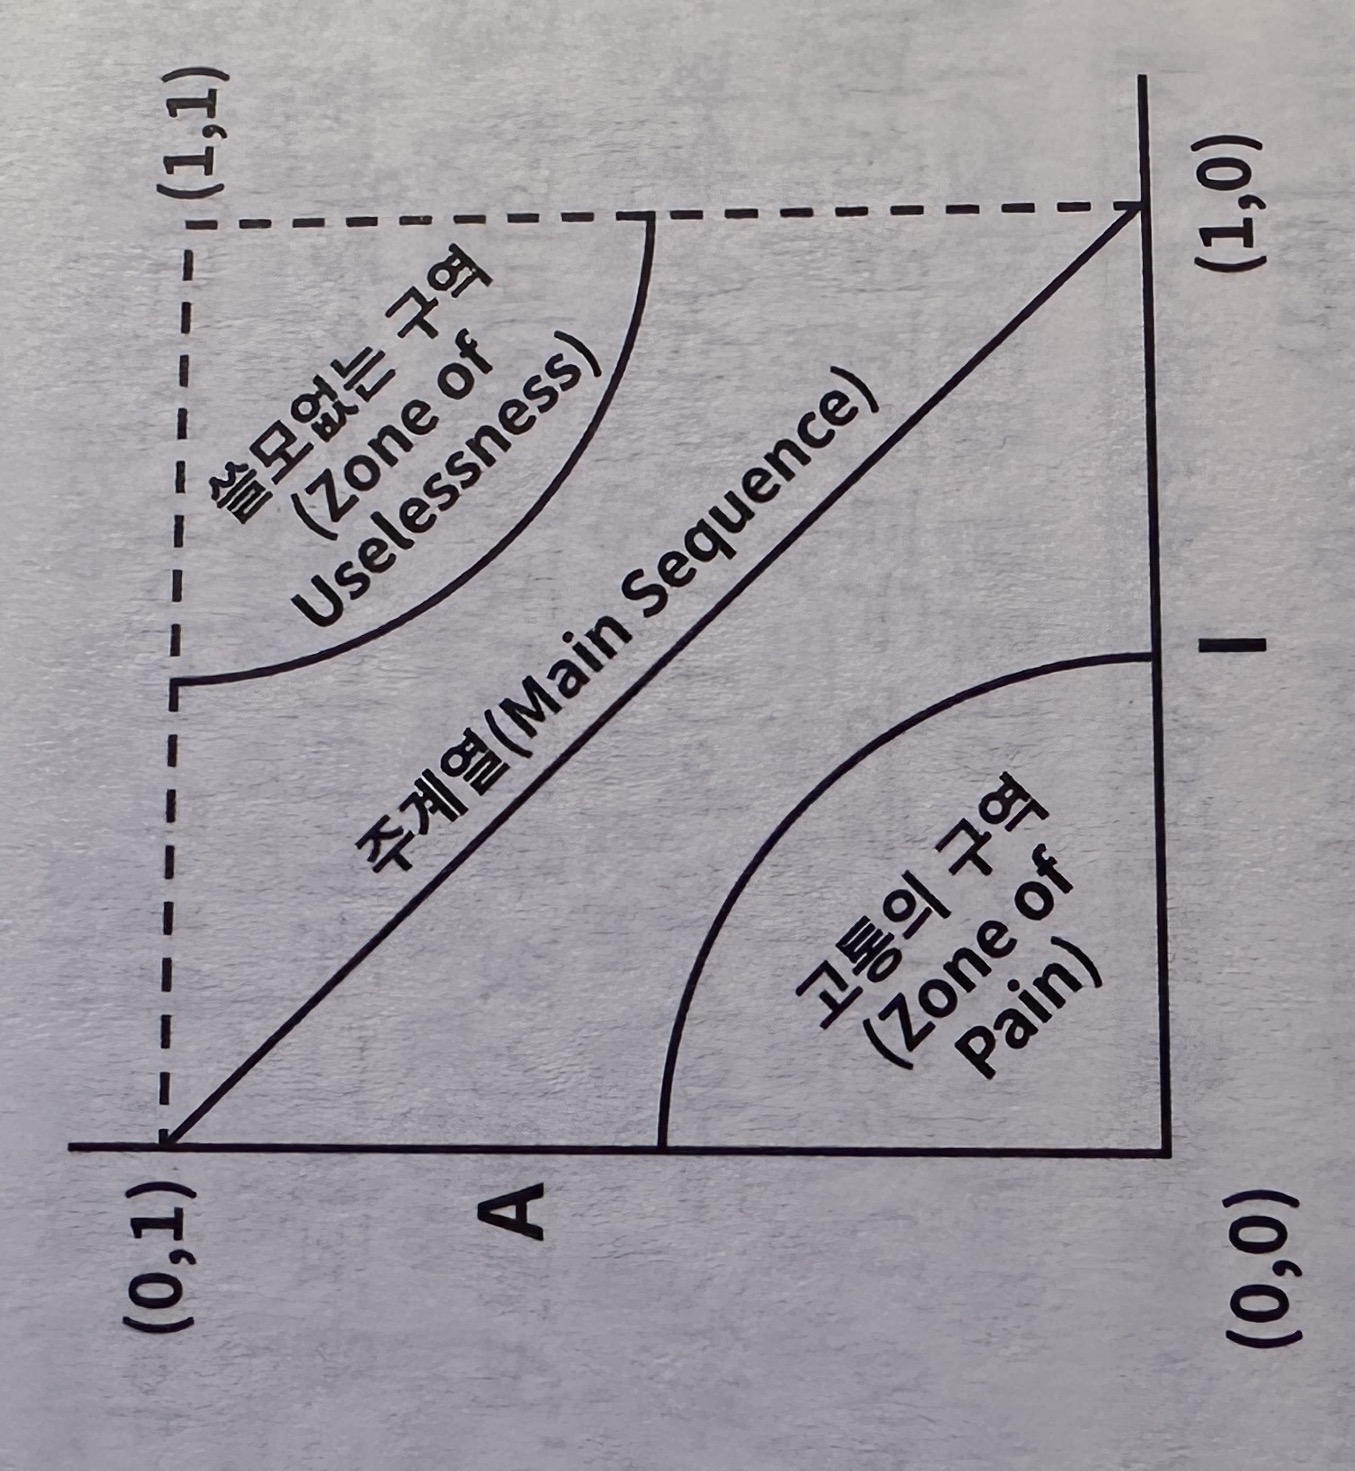 (0,1)
(1,1)
쓸모없는 구역
(Zone of
Uselessness)
주계열(Main Sequence)
A
고통의 구역
(Zone of
Pain)
(0,0)
I
(1,0)